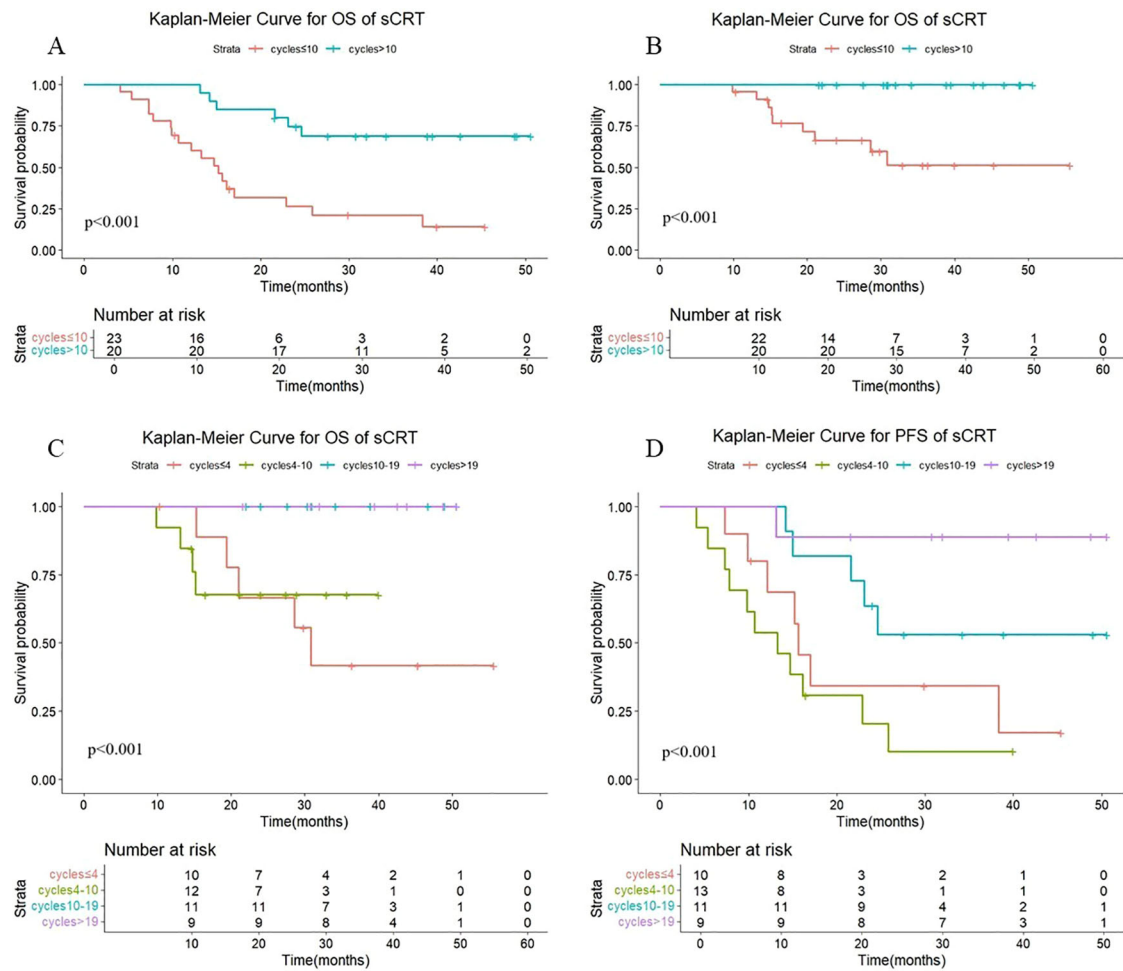 Kaplan-Meier Curve for OS of sCRT
A
Strata cycles≤10 cycles>10
1.00
0.75
0.50
0.25
0.00
Survival probability
p<0.001
0 10 20 30 40 50
Time(months)
Number at risk
Strata
cycles≤10 23 16 6 3 2 0
cycles>10 20 20 17 11 5 2
0 10 20 30 40 50
Time(months)
Kaplan-Meier Curve for OS of sCRT
B
Strata cycles≤10 cycles>10
1.00
0.75
0.50
0.25
0.00
Survival probability
p<0.001
0 10 20 30 40 50
Time(months)
Number at risk
Strata
cycles≤10 22 14 7 3 1 0
cycles>10 20 20 15 7 2 0
10 20 30 40 50 60
Time(months)
Kaplan-Meier Curve for OS of sCRT
C
Strata cycles≤4 cycles4-10 cycles10-19 cycles>19
1.00
0.75
0.50
0.25
0.00
Survival probability
p<0.001
0 10 20 30 40 50
Time(months)
Number at risk
Strata
cycles≤4 10 7 4 2 1 0
cycles4-10 12 7 3 1 0 0
cycles10-19 11 11 7 3 1 0
cycles>19 9 9 8 4 1 0
10 20 30 40 50 60
Time(months)
Kaplan-Meier Curve for PFS of sCRT
D
Strata cycles≤4 cycles4-10 cycles10-19 cycles>19
1.00
0.75
0.50
0.25
0.00
Survival probability
p<0.001
0 10 20 30 40 50
Time(months)
Number at risk
Strata
cycles≤4 10 8 3 2 1 0
cycles4-10 13 8 3 1 1 0
cycles10-19 11 11 9 4 2 1
cycles>19 9 9 8 7 3 1
0 10 20 30 40 50
Time(months)